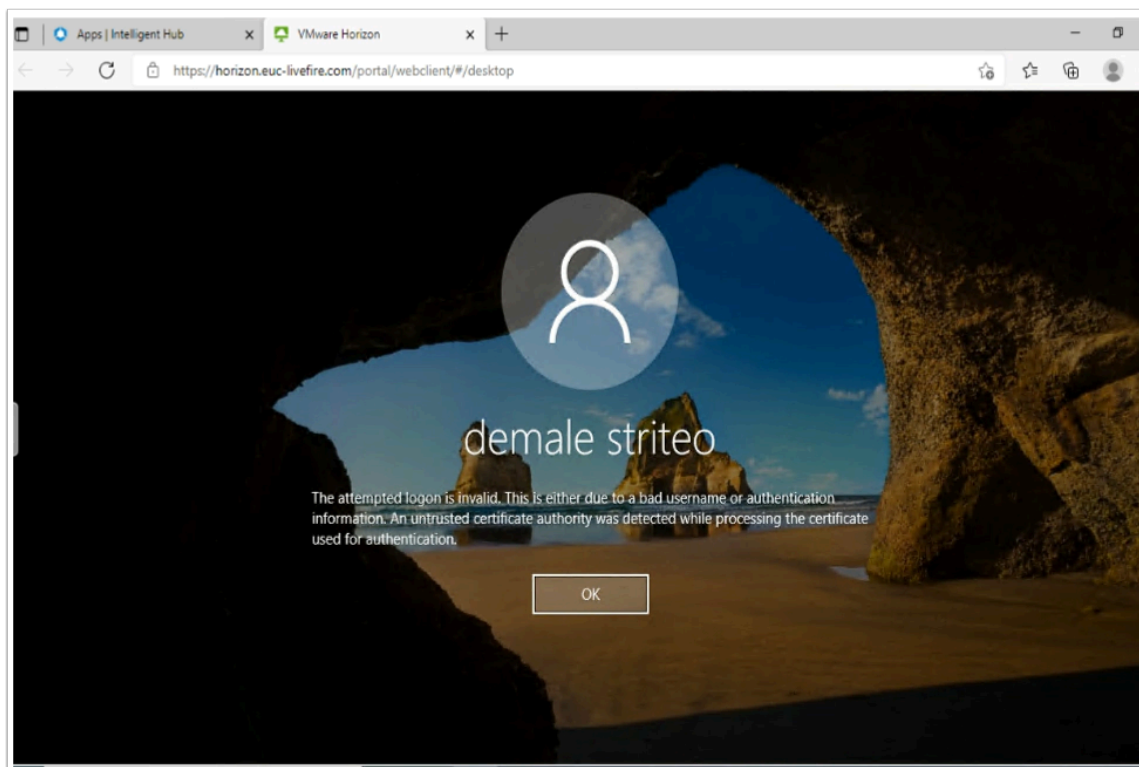 Apps | Intelligent Hub
VMware Horizon
https://horizon.euc-livefire.com/portal/webclient/#/desktop
demale striteo
The attempted logon is invalid. This is either due to a bad username or authentication
information. An untrusted certificate authority was detected while processing the certificate
used for authentication.
OK